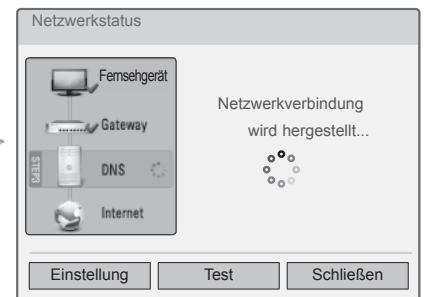 Netzwerkstatus
Fernsehgerät
Gateway
STEP3
DNS
Internet
Netzwerkverbindung
wird hergestellt...
Einstellung
Test
Schließen